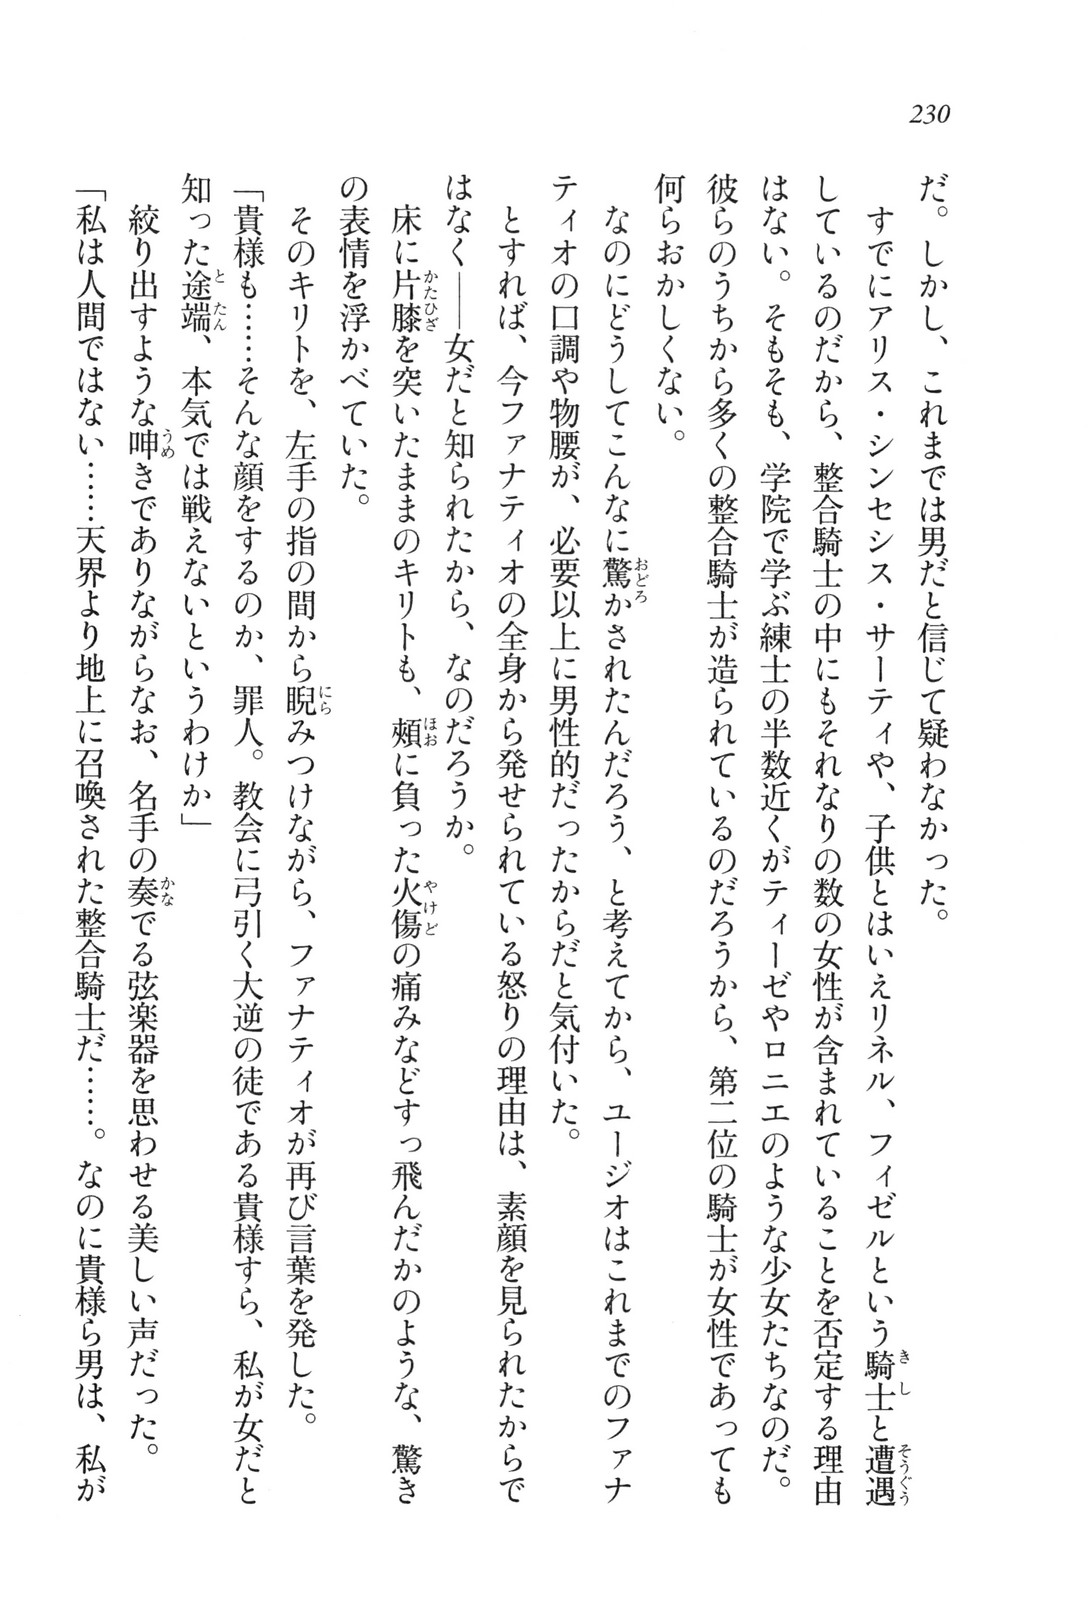 230
だ。しかし、これまでは男だと信じて疑わなかった。
すでにアリス・シンセシス・サーティや、子供とはいえリネル、フィゼルという騎士と遭遇
しているのだから、整合騎士の中にもそれなりの数の女性が含まれていることを否定する理由
はない。そもそも、学院で学ぶ練士の半数近くがティーゼやロニエのような少女たちなのだ。
彼らのうちから多くの整合騎士が造られているのだろうから、第二位の騎士が女性であっても
何らおかしくない。
なのにどうしてこんなに驚かされたんだろう、と考えてから、ユージオはこれまでのファナ
ティオの口調や物腰が、必要以上に男性的だったからだと気付いた。
とすれば、今ファナティオの全身から発せられている怒りの理由は、素顔を見られたからで
はなく――女だと知られたから、なのだろうか。
床に片膝を突いたままのキリトも、頬に負った火傷の痛みなどすっ飛んだかのような、驚き
の表情を浮かべていた。
そのキリトを、左手の指の間から睨みつけながら、ファナティオが再び言葉を発した。
「貴様も……そんな顔をするのか、罪人。教会に弓引く大逆の徒である貴様すら、私が女だと
知った途端、本気では戦えないというわけか」
絞り出すような呻きでありながらなお、名手の奏でる弦楽器を思わせる美しい声だった。
「私は人間ではない……天界より地上に召喚された整合騎士だ……。なのに貴様ら男は、私が